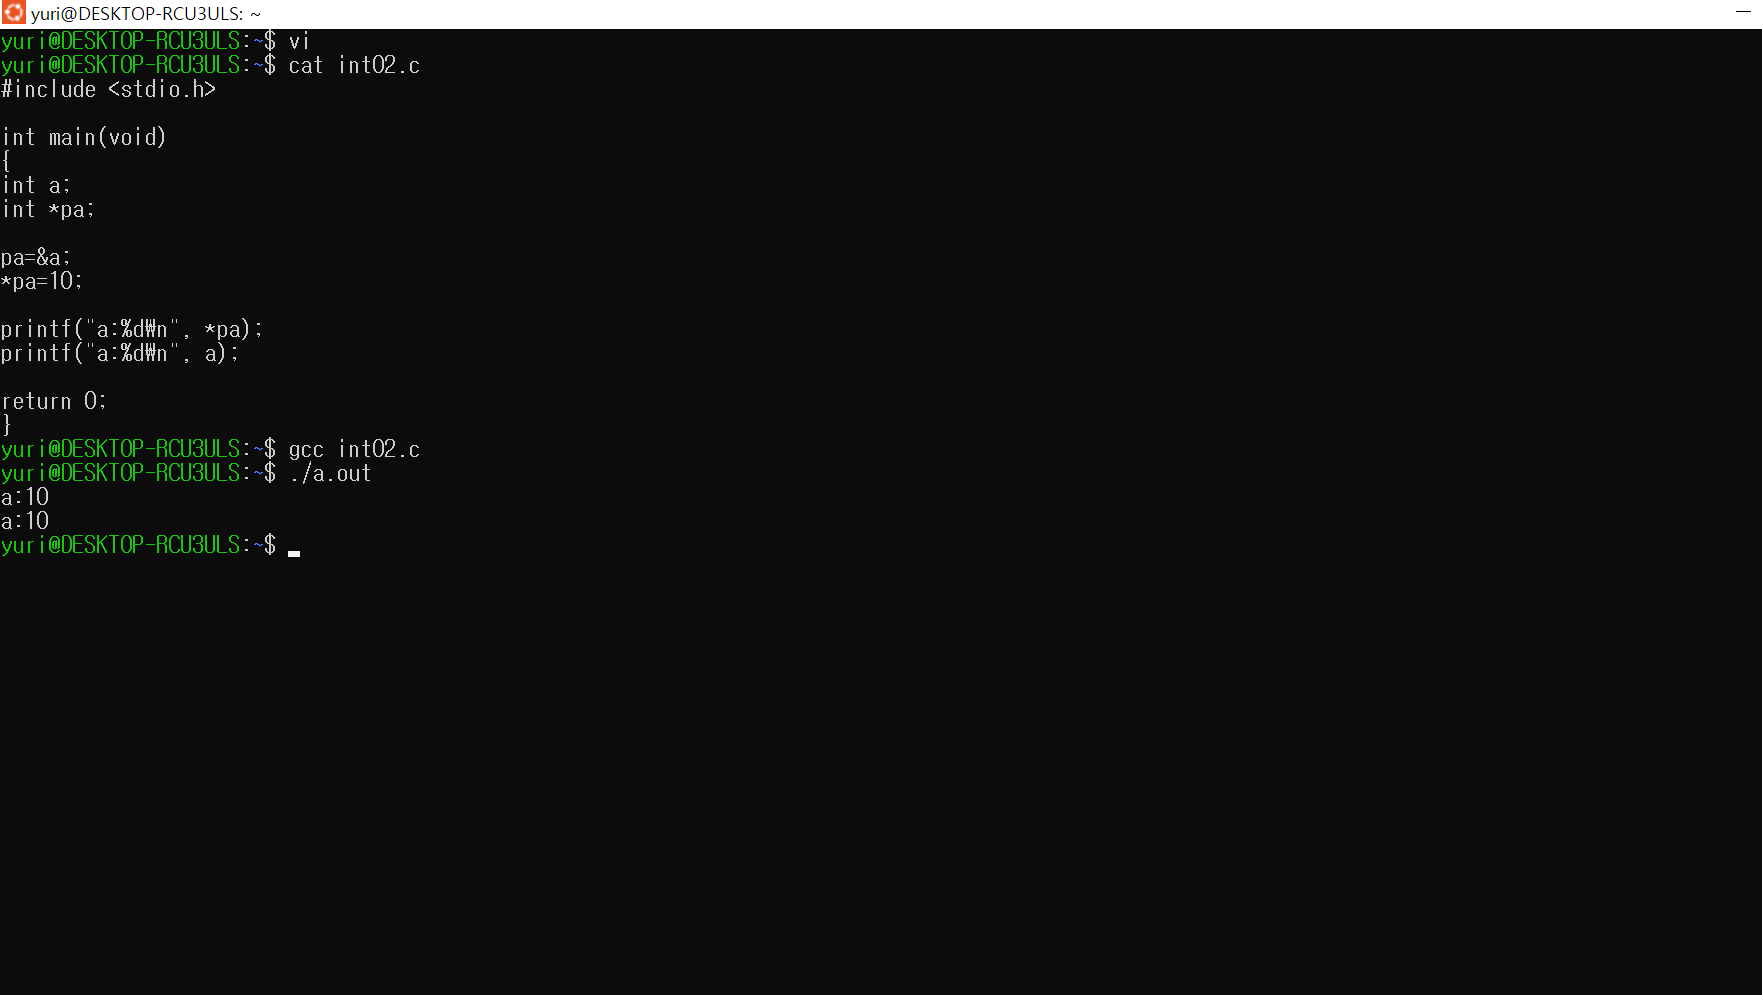 yuri@DESKTOP-RCU3ULS: ~
yuri@DESKTOP-RCU3ULS:~$ vi
yuri@DESKTOP-RCU3ULS:~$ cat int02.c
#include <stdio.h>
int main(void)
{
int a;
int *pa;
pa=&a;
*pa=10;
printf("a:%d₩n", *pa);
printf("a:%d₩n", a);
return 0;
}
yuri@DESKTOP-RCU3ULS:~$ gcc int02.c
yuri@DESKTOP-RCU3ULS:~$ ./a.out
a:10
a:10
yuri@DESKTOP-RCU3ULS:~$